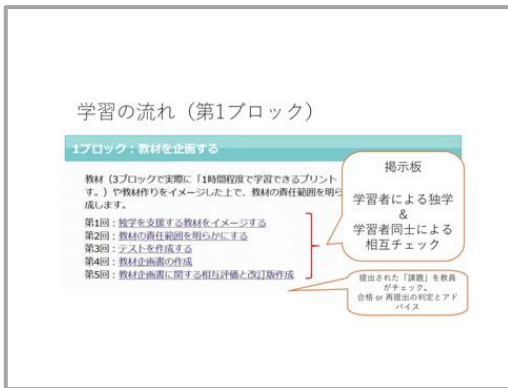 学習の流れ（第1ブロック）
1ブロック：教材を企画する
教材（3ブロックで実際に「1時間程度で学習できるプリント
す。）や教材作りをイメージした上で、教材の責任範囲を明ら
成します。
第1回：独学を支援する教材をイメージする
第2回：教材の責任範囲を明らかにする
第3回：テストを作成する
第4回：教材企画書の作成
第5回：教材企画書に関する相互評価と改訂版作成
掲示板
学習者による独学
&
学習者同士による
相互チェック
提出された「課題」を教員
がチェック。
合格 or 再提出の判定とアド
バイス